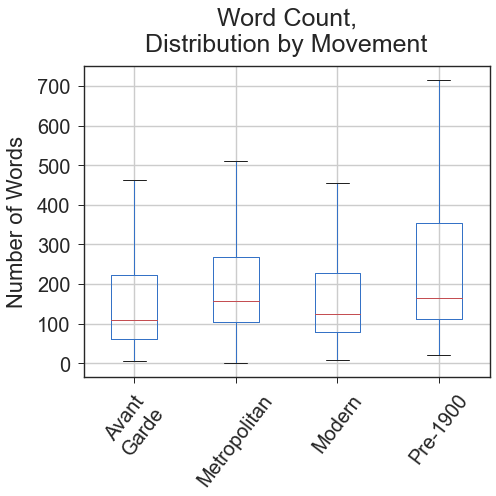 Word Count,
Distribution by Movement
Number of Words
700
600
500
400
300
200
100
0
Avant
Garde
Metropolitan
Modern
Pre-1900